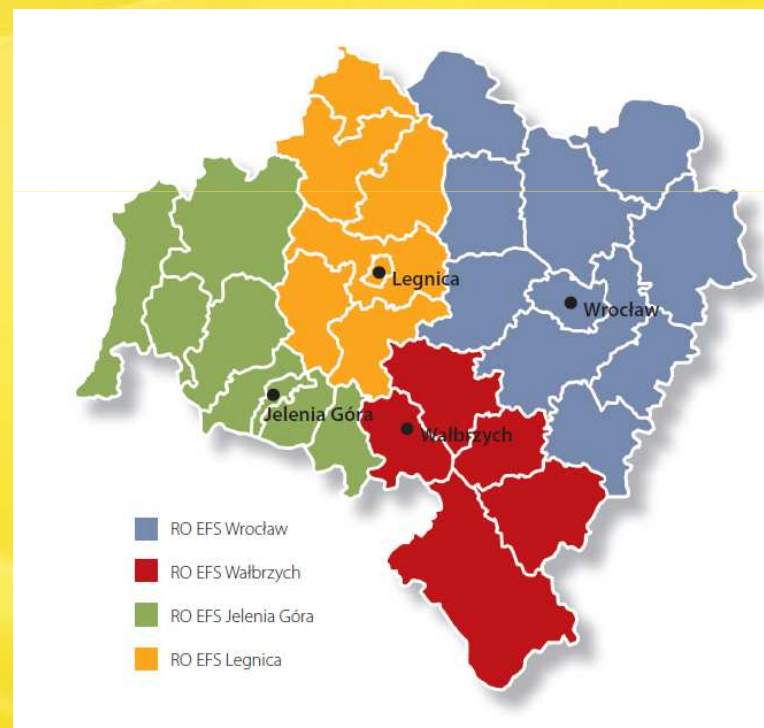 Legnica
Wrocław
Jelenia Góra
Wałbrzych
RO EFS Wrocław
RO EFS Wałbrzych
RO EFS Jelenia Góra
RO EFS Legnica